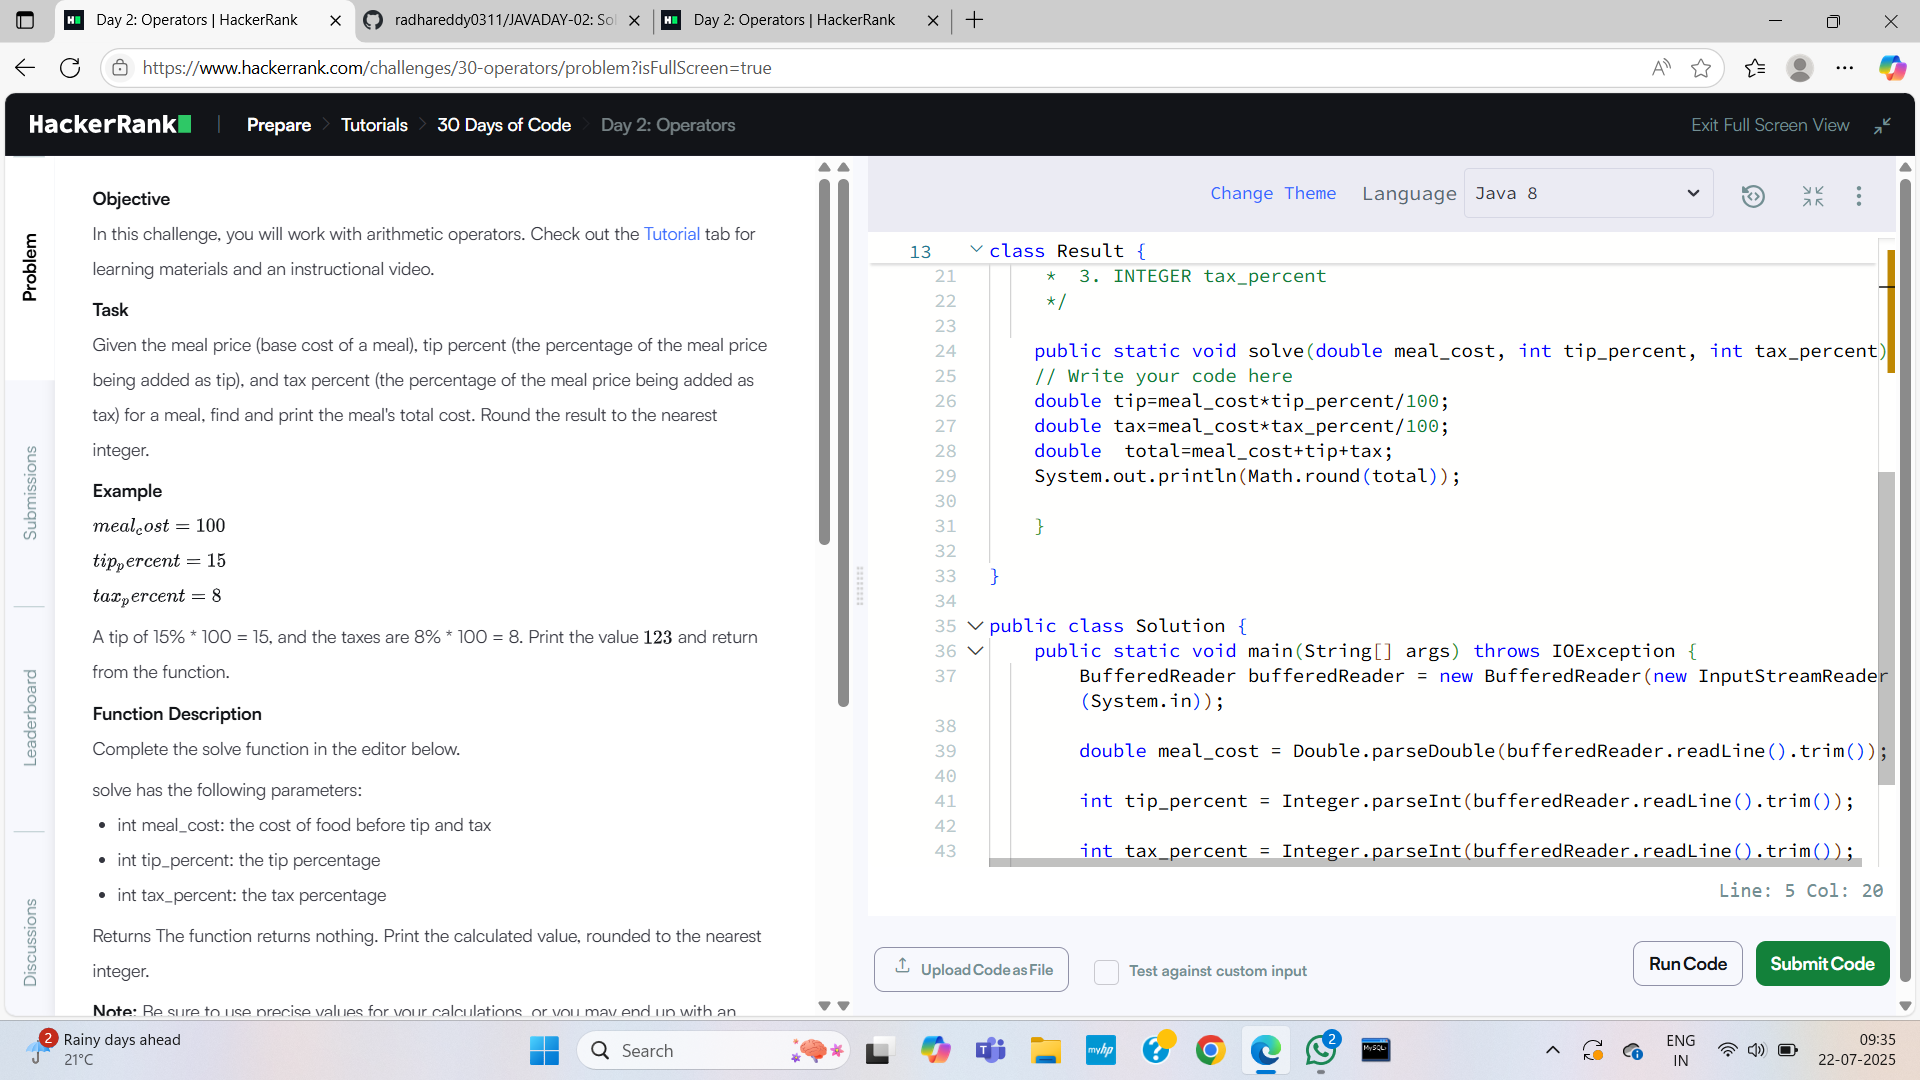 Day 2: Operators | HackerRank
radhareddy0311/JAVADAY-02: Sol
Day 2: Operators | HackerRank
https://www.hackerrank.com/challenges/30-operators/problem?isFullScreen=true
HackerRank
Prepare
Tutorials
30 Days of Code
Day 2: Operators
Exit Full Screen View
Problem
Submissions
Leaderboard
Discussions
Objective
In this challenge, you will work with arithmetic operators. Check out the Tutorial tab for
learning materials and an instructional video.
Task
Given the meal price (base cost of a meal), tip percent (the percentage of the meal price
being added as tip), and tax percent (the percentage of the meal price being added as
tax) for a meal, find and print the meal's total cost. Round the result to the nearest
integer.
Example
meal_cost = 100
tip_percent = 15
tax_percent = 8
A tip of 15% * 100 = 15, and the taxes are 8% * 100 = 8. Print the value 123 and return
from the function.
Function Description
Complete the solve function in the editor below.
solve has the following parameters:
• int meal_cost: the cost of food before tip and tax
• int tip_percent: the tip percentage
• int tax_percent: the tax percentage
Returns The function returns nothing. Print the calculated value, rounded to the nearest
integer.
Note: Be sure to use precise values for your calculations, or you may end up with an
Change Theme
Language
Java 8
13 class Result {
21 * 3. INTEGER tax_percent
22 */
23
24 public static void solve(double meal_cost, int tip_percent, int tax_percent)
25 // Write your code here
26 double tip=meal_cost*tip_percent/100;
27 double tax=meal_cost*tax_percent/100;
28 double  total=meal_cost+tip+tax;
29 System.out.println(Math.round(total));
30
31 }
32
33 }
34
35 public class Solution {
36 public static void main(String[] args) throws IOException {
37 BufferedReader bufferedReader = new BufferedReader(new InputStreamReader
(System.in));
38
39 double meal_cost = Double.parseDouble(bufferedReader.readLine().trim());
40
41 int tip_percent = Integer.parseInt(bufferedReader.readLine().trim());
42
43 int tax_percent = Integer.parseInt(bufferedReader.readLine().trim());
Line: 5 Col: 20
Upload Code as File
Test against custom input
Run Code
Submit Code
2
Rainy days ahead
21°C
Search
myhp
2
MySQL
ENG
IN
09:35
22-07-2025